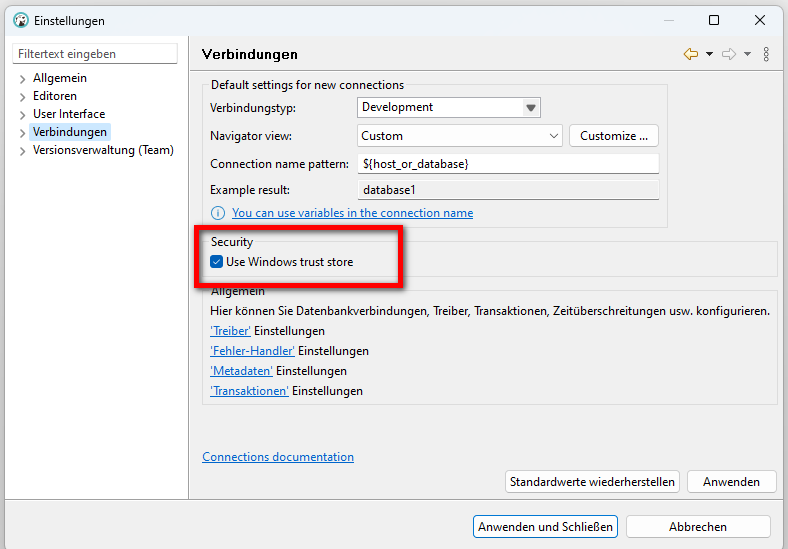 Einstellungen
Filtertext eingeben
Allgemein
Editoren
User Interface
Verbindungen
Versionsverwaltung (Team)
Verbindungen
Default settings for new connections
Verbindungstyp: Development
Navigator view: Custom Customize ...
Connection name pattern: ${host_or_database}
Example result: database1
You can use variables in the connection name
Security
Use Windows trust store
Allgemein
Hier können Sie Datenbankverbindungen, Treiber, Transaktionen, Zeitüberschreitungen usw. konfigurieren.
'Treiber' Einstellungen
'Fehler-Handler' Einstellungen
'Metadaten' Einstellungen
'Transaktionen' Einstellungen
Connections documentation
Standardwerte wiederherstellen Anwenden
Anwenden und Schließen Abbrechen